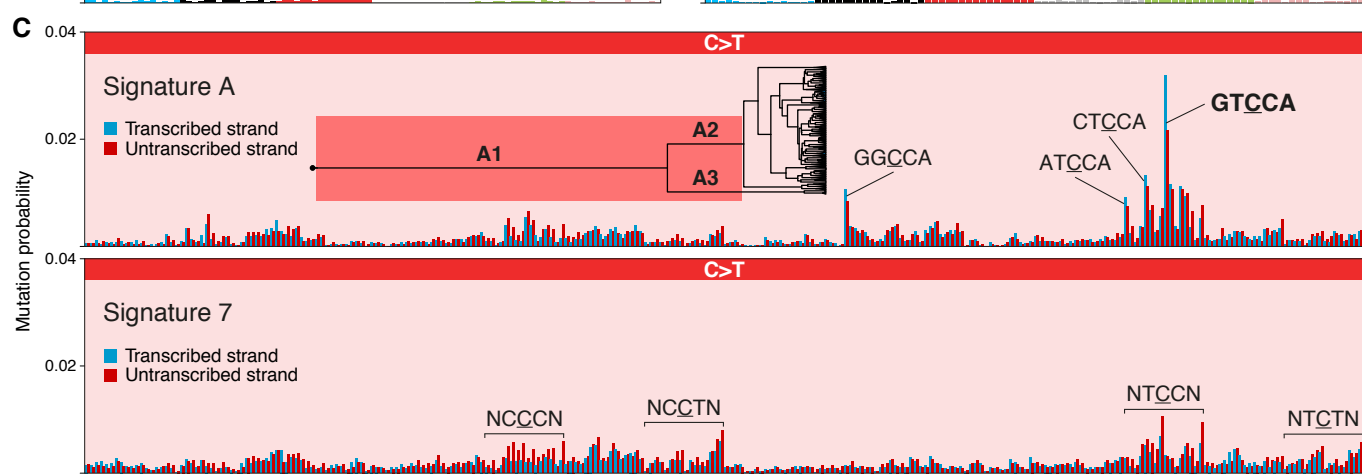 C
0.04
C>T
Signature A
Transcribed strand
Untranscribed strand
A1
A2
A3
GGCCA
ATCCA
CTCCA
GTCCA
0.02
Mutation probability
0.04
C>T
Signature 7
Transcribed strand
Untranscribed strand
0.02
NCCCN
NCCTN
NTCCN
NTCTN